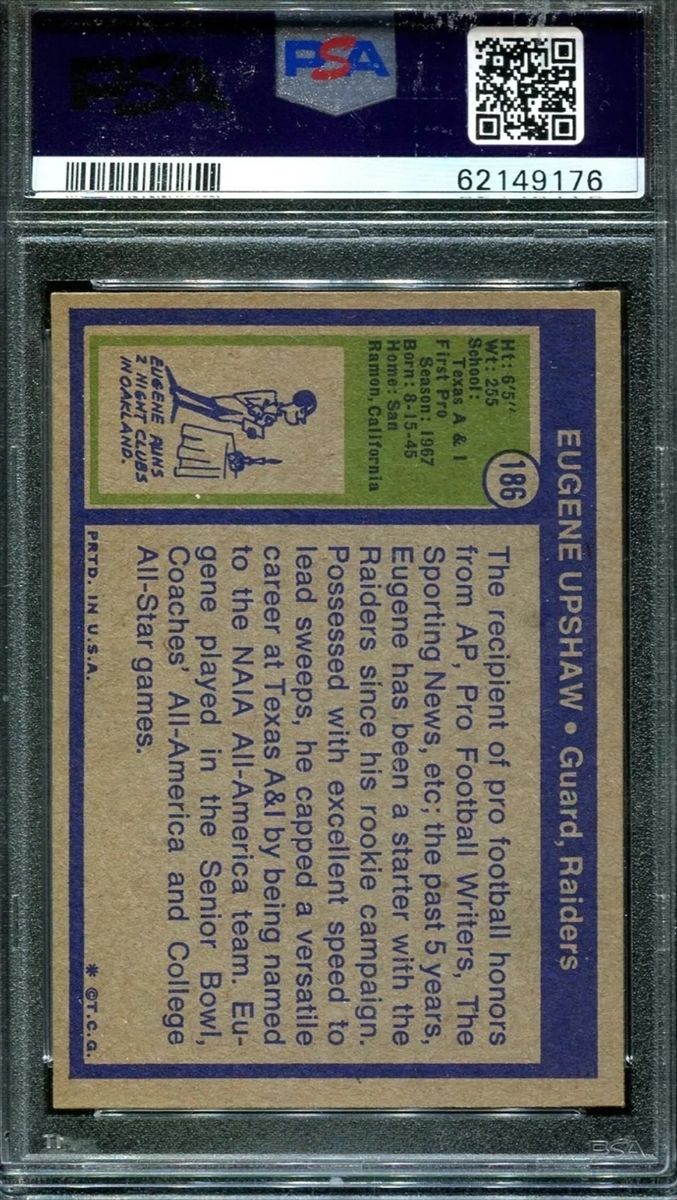 PSA
PSA
62149176
EUGENE UPSHAW • Guard, Raiders
186
Ht: 6'5"
Wt: 255
School:
Texas A & I
First Pro
Season: 1967
Born: 8-15-45
Home: San
Ramon, California
EUGENE RUNS
2 NIGHT CLUBS
IN OAKLAND.
The recipient of pro football honors
from AP, Pro Football Writers, The
Sporting News, etc; the past 5 years,
Eugene has been a starter with the
Raiders since his rookie campaign.
Possessed with excellent speed to
lead sweeps, he capped a versatile
career at Texas A&I by being named
to the NAIA All-America team. Eu-
gene played in the Senior Bowl,
Coaches' All-America and College
All-Star games.
PRTD. IN U.S.A.
* ©T.C.G.
PSA